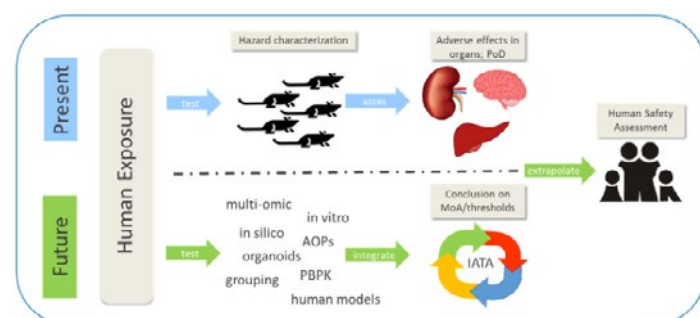 Present
Human Exposure
Hazard characterization
test
asses
Adverse effects in
organs; PoD
Human Safety
Assessment
extrapolate
Future
test
multi-omic
in vitro
in silico
AOPs
organoids
grouping
PBPK
human models
integrate
Conclusion on
MoA/thresholds
IATA